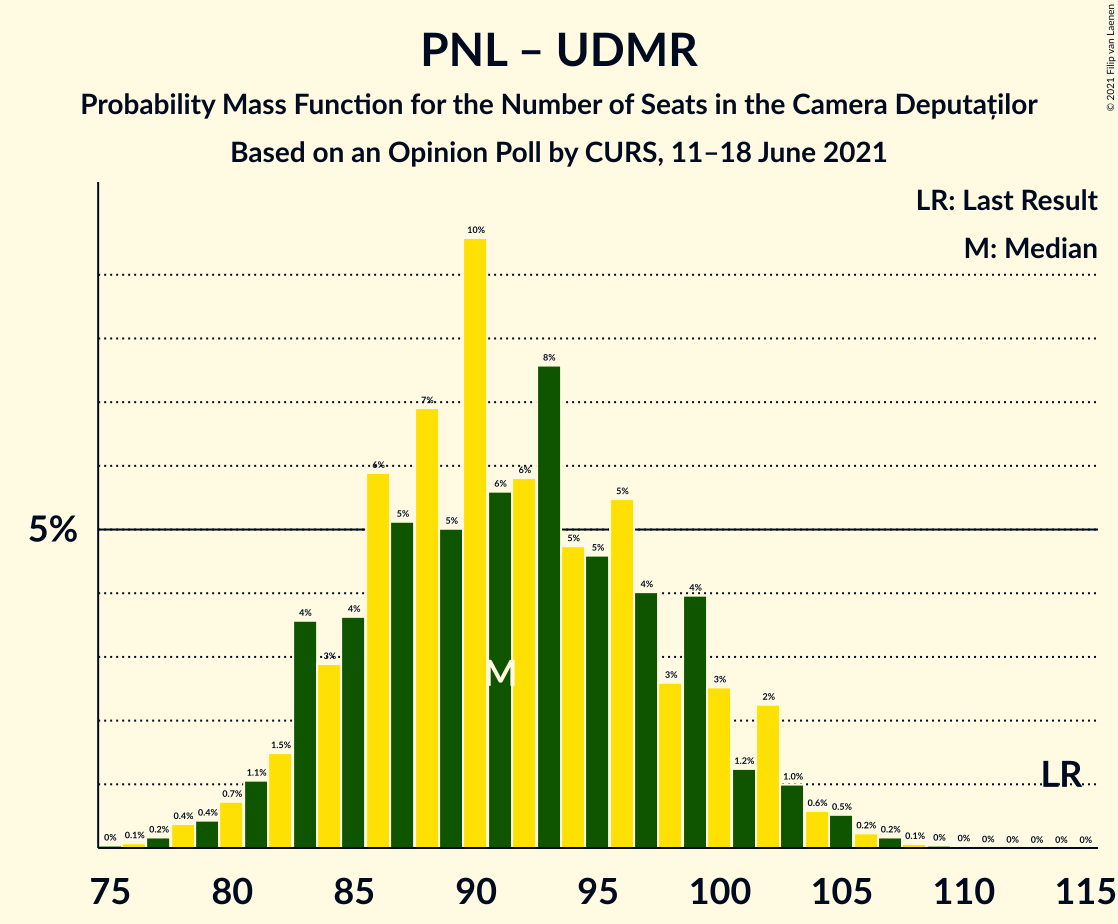 PNL – UDMR
Probability Mass Function for the Number of Seats in the Camera Deputaților
Based on an Opinion Poll by CURS, 11–18 June 2021
© 2021 Filip van Laenen
LR: Last Result
M: Median
5%
0% 0.1% 0.2% 0.4% 0.4% 0.7% 1.1% 1.5% 4% 3% 4% 6% 5% 7% 5% 10% 6% 6% 8% 5% 5% 5% 4% 3% 4% 3% 1.2% 2% 1.0% 0.6% 0.5% 0.2% 0.2% 0.1% 0% 0% 0% 0% 0% 0% 0%
M
LR
75 80 85 90 95 100 105 110 115